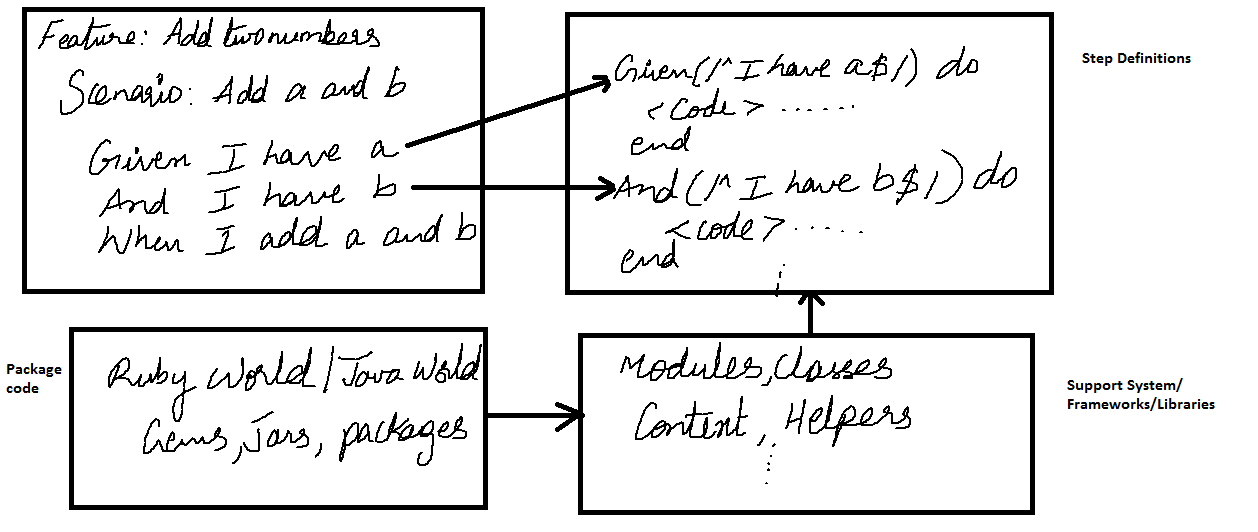 Feature: Add two numbers
Scenario: Add a and b
Given I have a
And I have b
When I add a and b
Given(/^ I have a$/) do
<code> ......
end
And (/^ I have b$/) do
<code> .....
end
Step Definitions
Package
code
Ruby World / Java World
Gems, Jars, packages
Modules, Classes
Content, Helpers
Support System/
Frameworks/Libraries